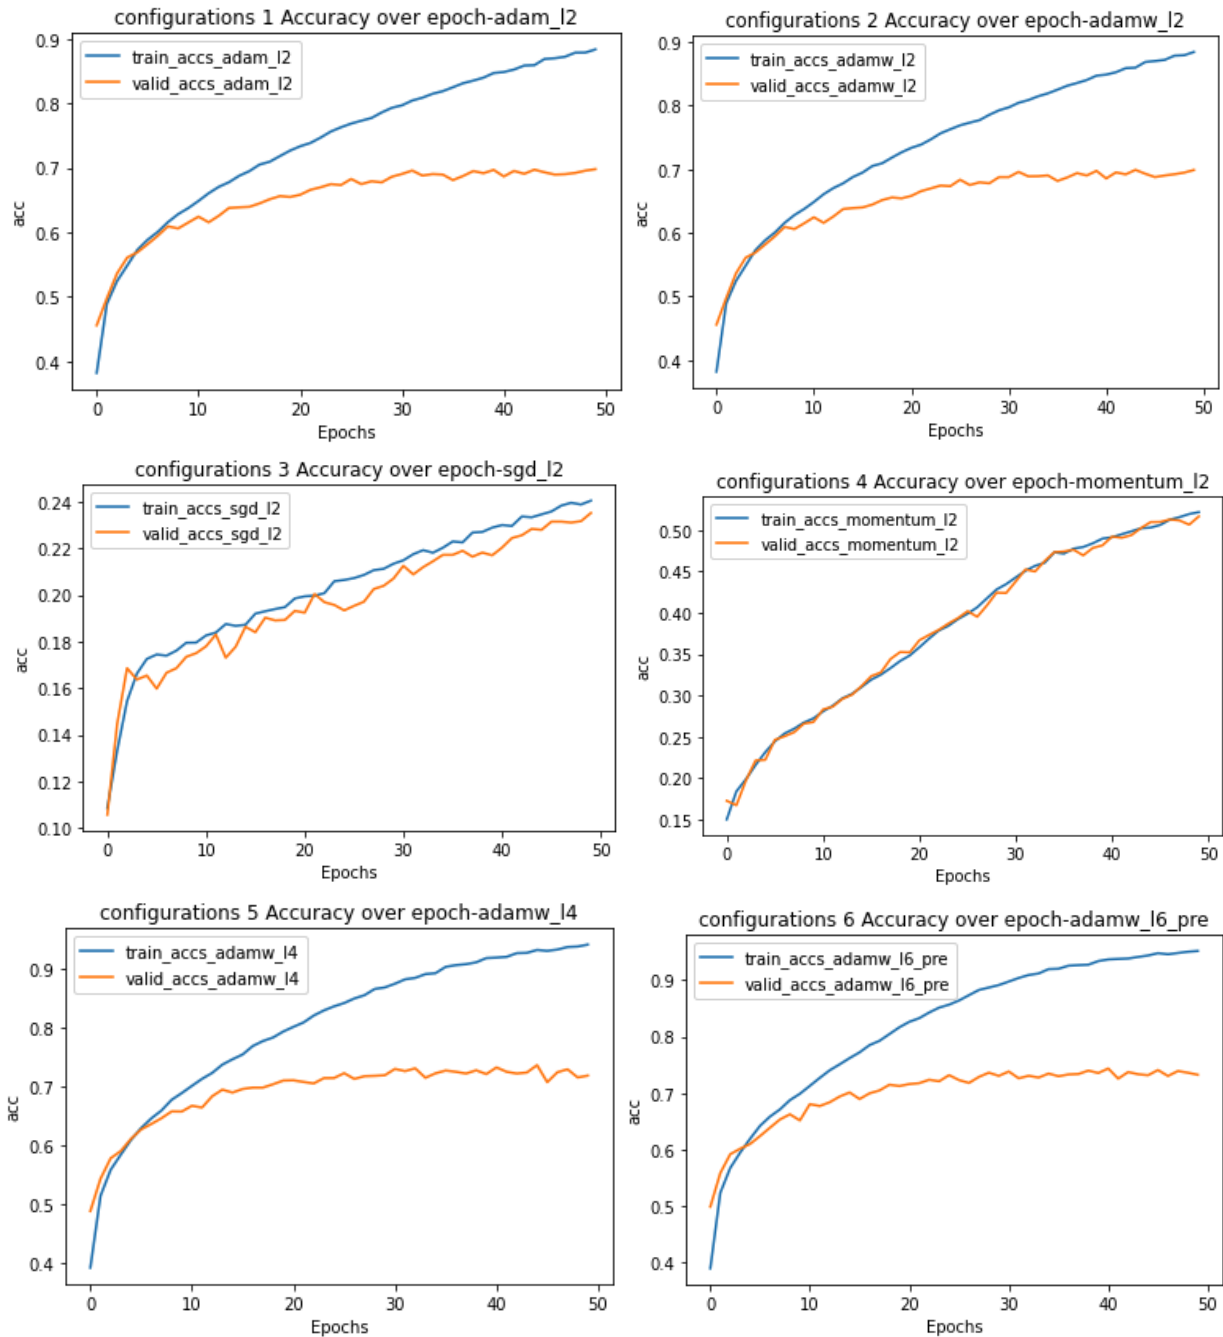 configurations 1 Accuracy over epoch-adam_l2
train_accs_adam_l2
valid_accs_adam_l2
0.9
0.8
0.7
0.6
0.5
0.4
acc
0 10 20 30 40 50
Epochs
configurations 2 Accuracy over epoch-adamw_l2
train_accs_adamw_l2
valid_accs_adamw_l2
0.9
0.8
0.7
0.6
0.5
0.4
acc
0 10 20 30 40 50
Epochs
configurations 3 Accuracy over epoch-sgd_l2
train_accs_sgd_l2
valid_accs_sgd_l2
0.24
0.22
0.20
0.18
0.16
0.14
0.12
0.10
acc
0 10 20 30 40 50
Epochs
configurations 4 Accuracy over epoch-momentum_l2
train_accs_momentum_l2
valid_accs_momentum_l2
0.50
0.45
0.40
0.35
0.30
0.25
0.20
0.15
acc
0 10 20 30 40 50
Epochs
configurations 5 Accuracy over epoch-adamw_l4
train_accs_adamw_l4
valid_accs_adamw_l4
0.9
0.8
0.7
0.6
0.5
0.4
acc
0 10 20 30 40 50
Epochs
configurations 6 Accuracy over epoch-adamw_l6_pre
train_accs_adamw_l6_pre
valid_accs_adamw_l6_pre
0.9
0.8
0.7
0.6
0.5
0.4
acc
0 10 20 30 40 50
Epochs